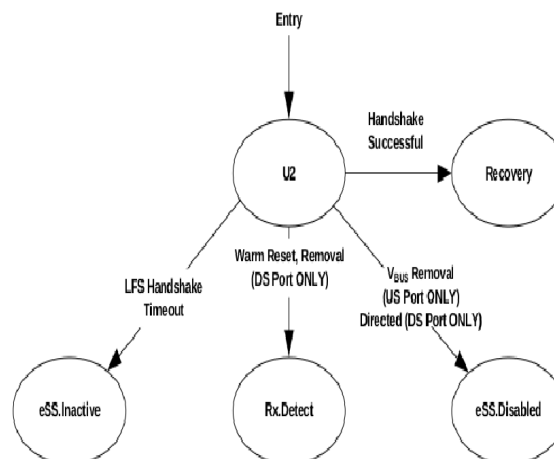 Entry
Handshake
Successful
U2
Recovery
Warm Reset, Removal
(DS Port ONLY)
VBUS Removal
(US Port ONLY)
Directed (DS Port ONLY)
LFS Handshake
Timeout
eSS.Inactive
Rx.Detect
eSS.Disabled